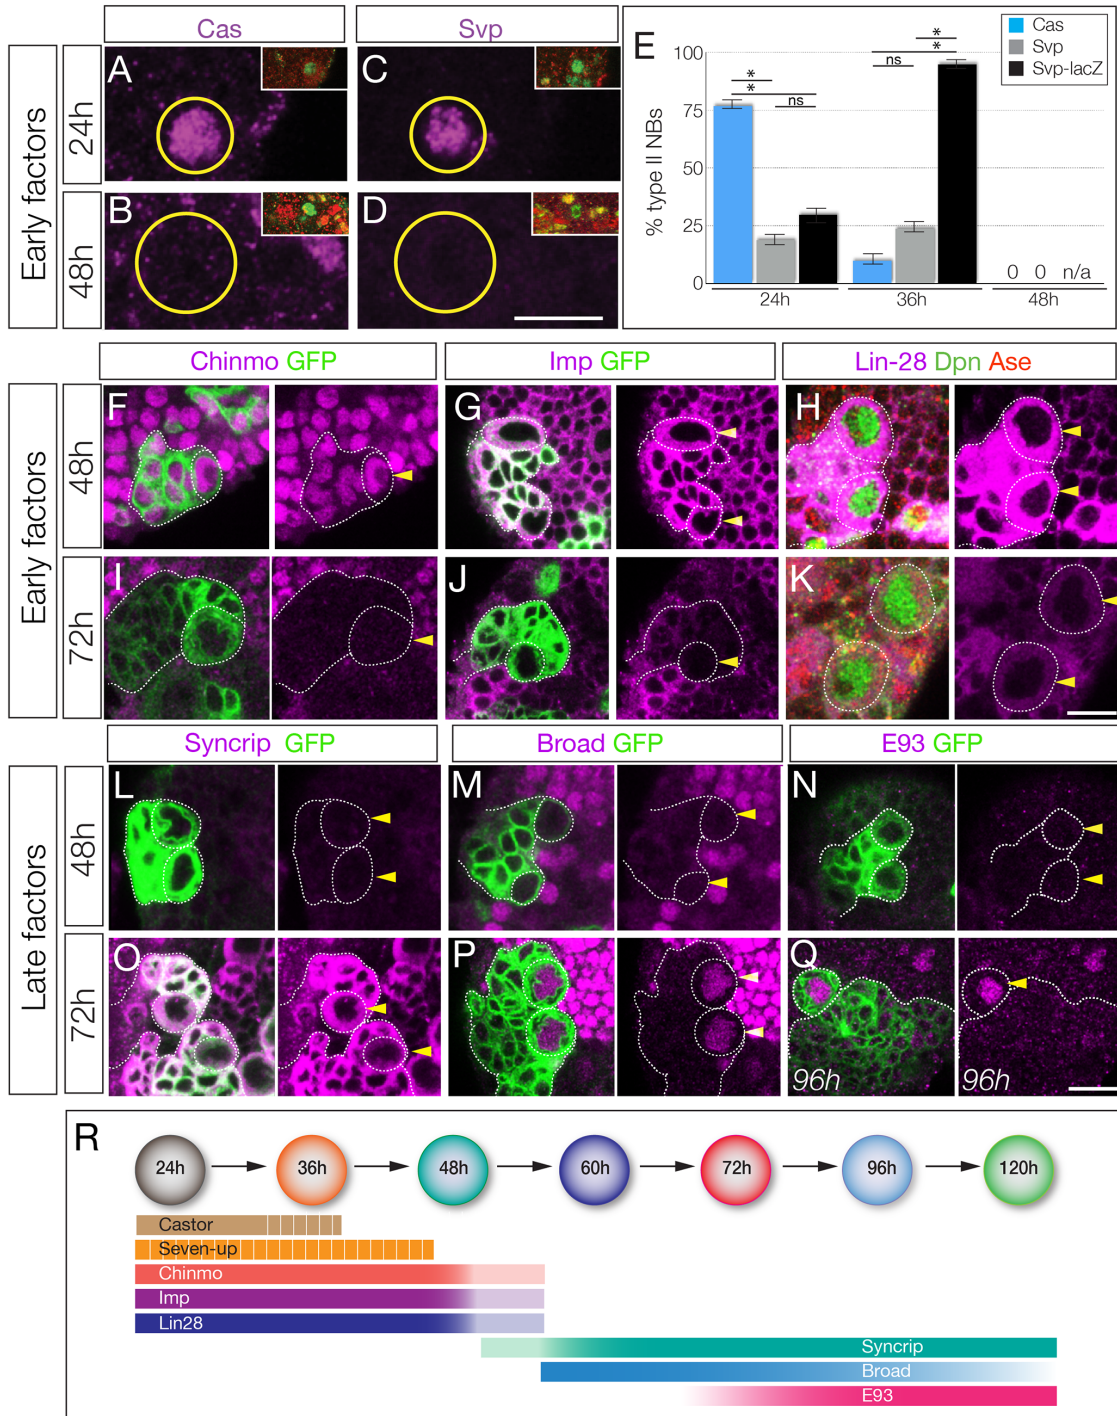 Cas
Svp
Early factors
24h
48h
A
C
B
D
E
Cas
Svp
Svp-lacZ
% type II NBs
100
75
50
25
0
*
*
ns
ns
*
*
0 0 n/a
24h 36h 48h
Chinmo GFP
Imp GFP
Lin-28 Dpn Ase
Early factors
48h
72h
F
G
H
I
J
K
Syncrip GFP
Broad GFP
E93 GFP
Late factors
48h
72h
L
M
N
O
P
Q
96h
96h
R
24h 36h 48h 60h 72h 96h 120h
Castor
Seven-up
Chinmo
Imp
Lin28
Syncrip
Broad
E93